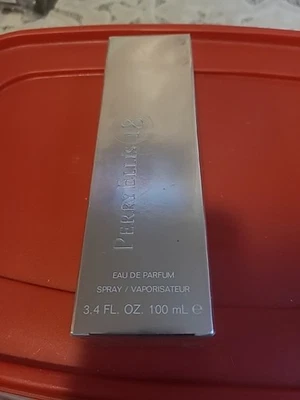 PERRY ELLIS
EAU DE PARFUM
SPRAY / VAPORISATEUR
3.4 FL. OZ. 100 mL ℮